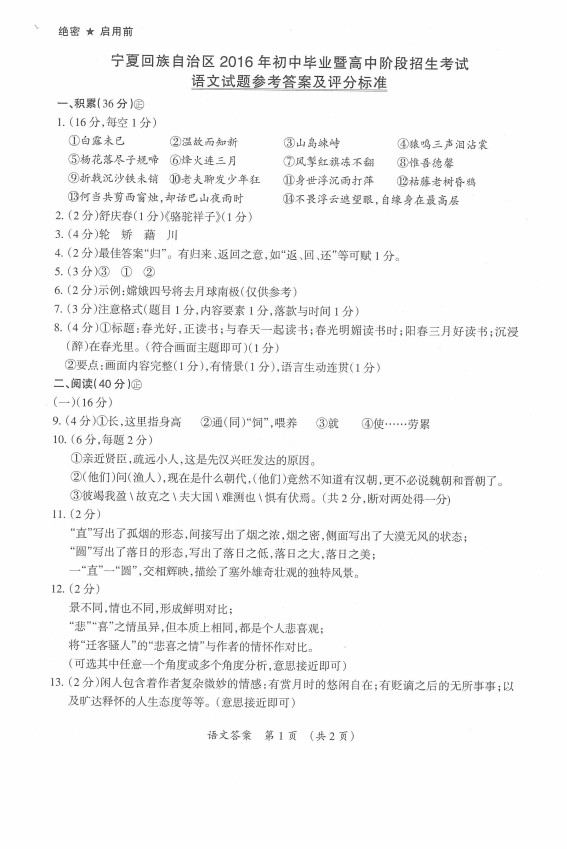 绝密 ★ 启用前
宁夏回族自治区 2016 年初中毕业暨高中阶段招生考试
语文试题参考答案及评分标准
一、积累(36 分)㊣
1.(16 分,每空 1 分)
①白露未已 ②温故而知新 ③山岛竦峙 ④猿鸣三声泪沾裳
⑤杨花落尽子规啼 ⑥烽火连三月 ⑦风掣红旗冻不翻 ⑧惟吾德馨
⑨折戟沉沙铁未销 ⑩老夫聊发少年狂 ⑪身世浮沉雨打萍 ⑫枯藤老树昏鸦
⑬何当共剪西窗烛,却话巴山夜雨时 ⑭不畏浮云遮望眼,自缘身在最高层
2.(2 分)舒庆春(1 分)《骆驼祥子》(1 分)
3.(4 分)轮 娇 藉 川
4.(2 分)最佳答案“归”。有归来、返回之意,如“返、回、还”等可赋 1 分。
5.(3 分)③ ① ②
6.(2 分)示例:嫦娥四号将去月球南极(仅供参考)
7.(3 分)注意格式(题目 1 分,内容要素 1 分,落款与时间 1 分)
8.(4 分)①标题:春光好,正读书;与春天一起读书;春光明媚读书时;阳春三月好读书;沉浸
(醉)在春光里。(符合画面主题即可)(1 分)
②要点:画面内容完整(1 分),有情景(1 分),语言生动连贯(1 分)
二、阅读(40 分)㊣
(一)(16 分)
9.(4 分)①长,这里指身高 ②通(同)“饲”,喂养 ③就 ④使……劳累
10.(6 分,每题 2 分)
①亲近贤臣,疏远小人,这是先汉兴旺发达的原因。
②(他们)问(渔人),现在是什么朝代,(他们)竟然不知道有汉朝,更不必说魏朝和晋朝了。
③彼竭我盈 \ 故克之 \ 夫大国 \ 难测也 \ 惧有伏焉。(共 2 分,断对两处得一分)
11.(2 分)
“直”写出了孤烟的形态,间接写出了烟之浓,烟之密,侧面写出了大漠无风的状态;
“圆”写出了落日的形态,写出了落日之低,落日之大,落日之美;
一“直”一“圆”,交相辉映,描绘了塞外雄奇壮观的独特风景。
12.(2 分)
景不同,情也不同,形成鲜明对比;
“悲”“喜”之情虽异,但本质上相同,都是个人悲喜观;
将“迁客骚人”的“悲喜之情”与作者的情怀作对比。
(可选其中任意一个角度或多个角度分析,意思接近即可)
13.(2 分)闲人包含着作者复杂微妙的情感:有赏月时的悠闲自在;有贬谪之后的无所事事;以
及旷达释怀的人生态度等等。(意思接近即可)
语文答案 第 1 页 (共 2 页)